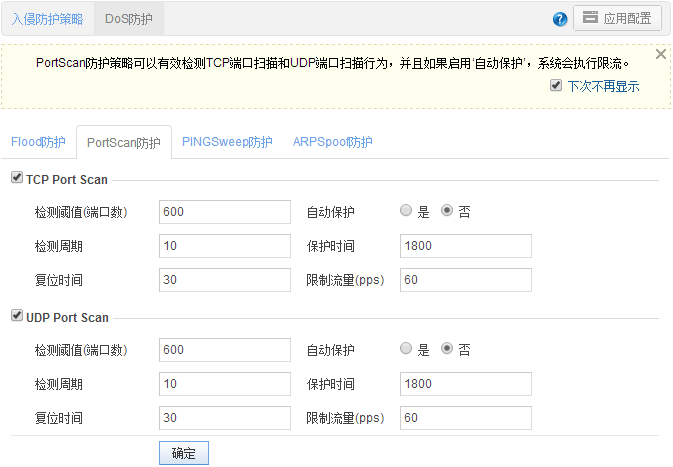 入侵防护策略 DoS防护 ? 应用配置
PortScan防护策略可以有效检测TCP端口扫描和UDP端口扫描行为，并且如果启用‘自动保护’，系统会执行限流。
下次不再显示
Flood防护 PortScan防护 PINGSweep防护 ARPSpoof防护
TCP Port Scan
检测阈值(端口数) 600 自动保护 是 否
检测周期 10 保护时间 1800
复位时间 30 限制流量(pps) 60
UDP Port Scan
检测阈值(端口数) 600 自动保护 是 否
检测周期 10 保护时间 1800
复位时间 30 限制流量(pps) 60
确定